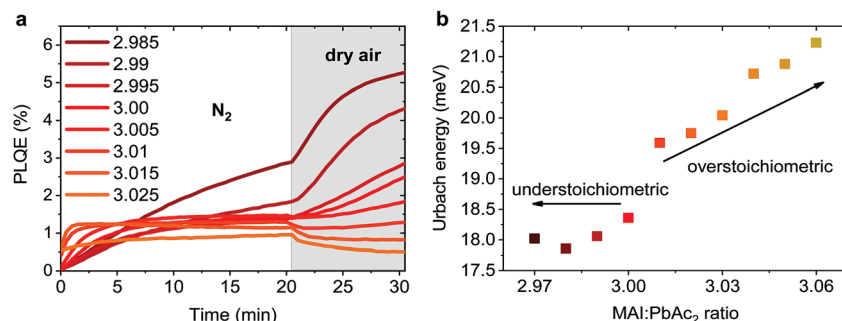 a
PLQE (%)
6
5
4
3
2
1
0
2.985
2.99
2.995
3.00
3.005
3.01
3.015
3.025
N₂
dry air
0 5 10 15 20 25 30
Time (min)
b
Urbach energy (meV)
21.5
21.0
20.5
20.0
19.5
19.0
18.5
18.0
17.5
understoichiometric
overstoichiometric
2.97 3.00 3.03 3.06
MAI:PbAc₂ ratio